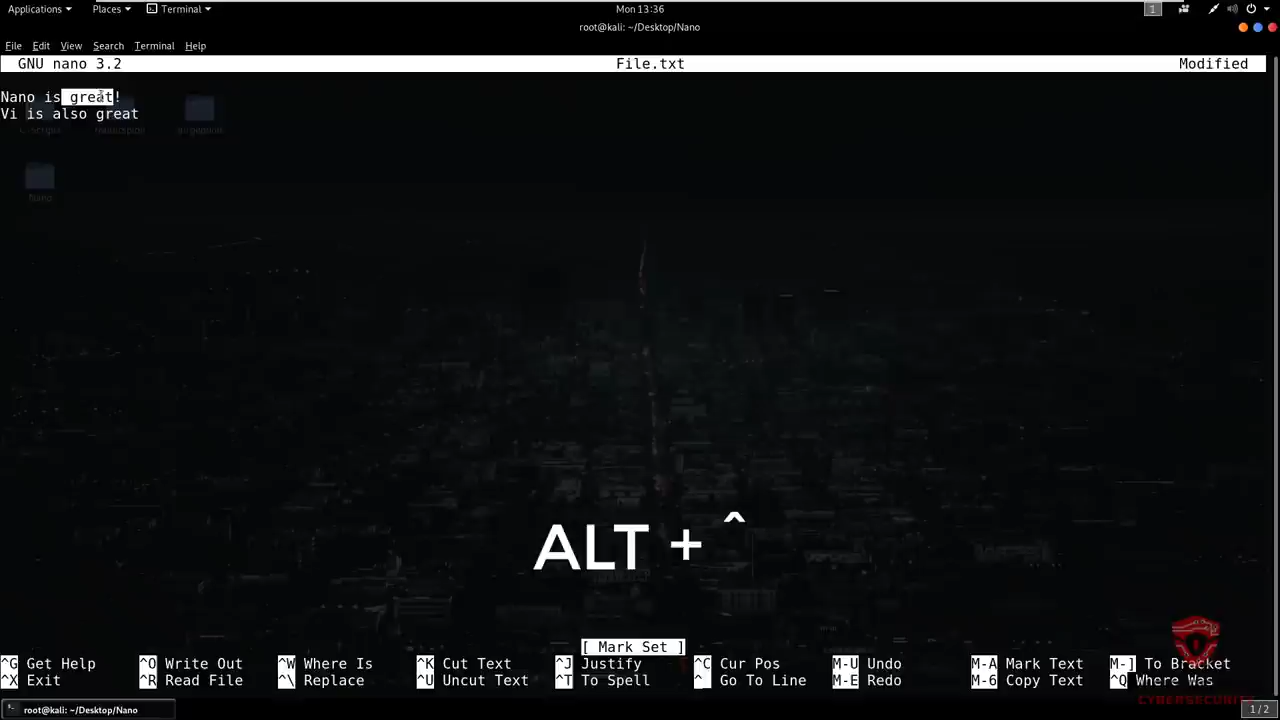 Applications Places Terminal Mon 13:36 1
root@kali: ~/Desktop/Nano
File Edit View Search Terminal Help
GNU nano 3.2 File.txt Modified
Nano is great!
Vi is also great
Nano
ALT + ^
[ Mark Set ]
^G Get Help ^O Write Out ^W Where Is ^K Cut Text ^J Justify ^C Cur Pos M-U Undo M-A Mark Text M-] To Bracket
^X Exit ^R Read File ^\ Replace ^U Uncut Text ^T To Spell ^_ Go To Line M-E Redo M-6 Copy Text ^Q Where Was
CYBERSECURITY
root@kali: ~/Desktop/Nano 1/2